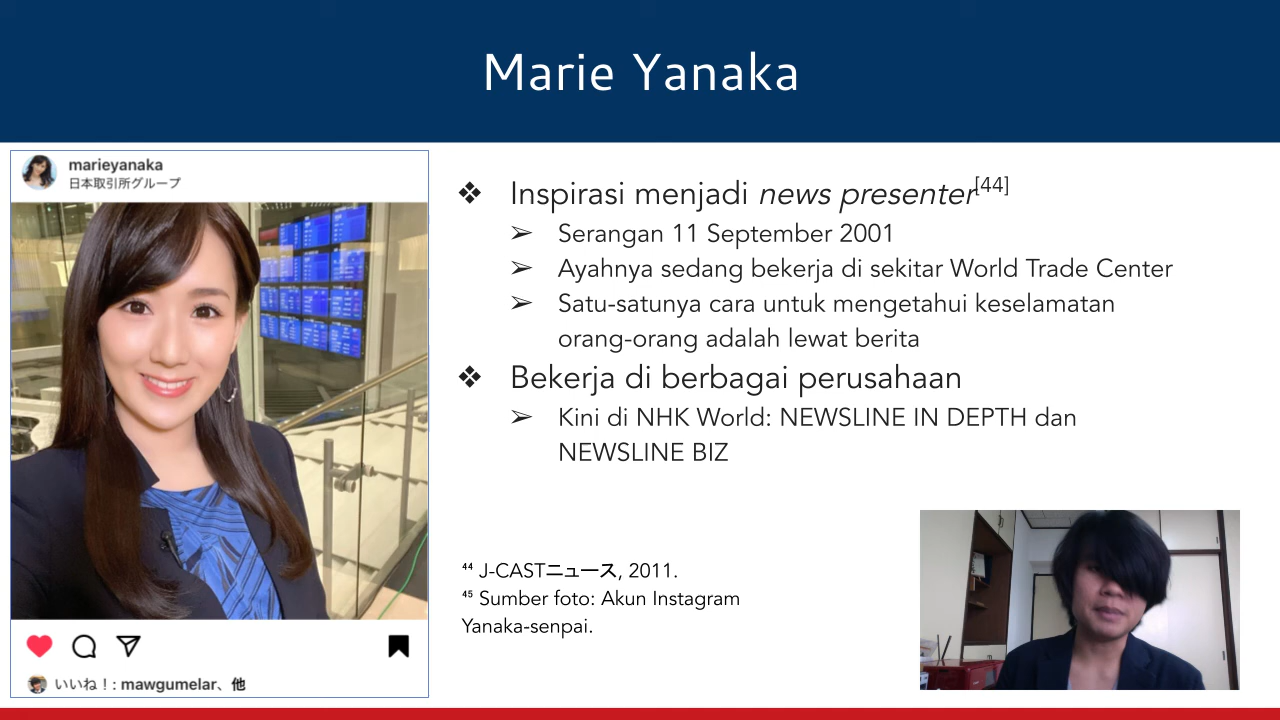 Marie Yanaka
marieyanaka
日本取引所グループ
❖ Inspirasi menjadi news presenter[44]
➢ Serangan 11 September 2001
➢ Ayahnya sedang bekerja di sekitar World Trade Center
➢ Satu-satunya cara untuk mengetahui keselamatan
orang-orang adalah lewat berita
❖ Bekerja di berbagai perusahaan
➢ Kini di NHK World: NEWSLINE IN DEPTH dan
NEWSLINE BIZ
⁴⁴ J-CASTニュース, 2011.
⁴⁵ Sumber foto: Akun Instagram
Yanaka-senpai.
いいね！: mawgumelar、他